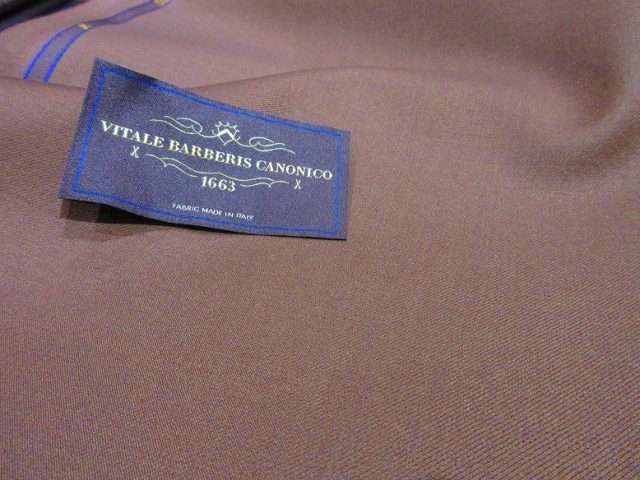 VITALE BARBERIS CANONICO
1663
FABRIC MADE IN ITALY